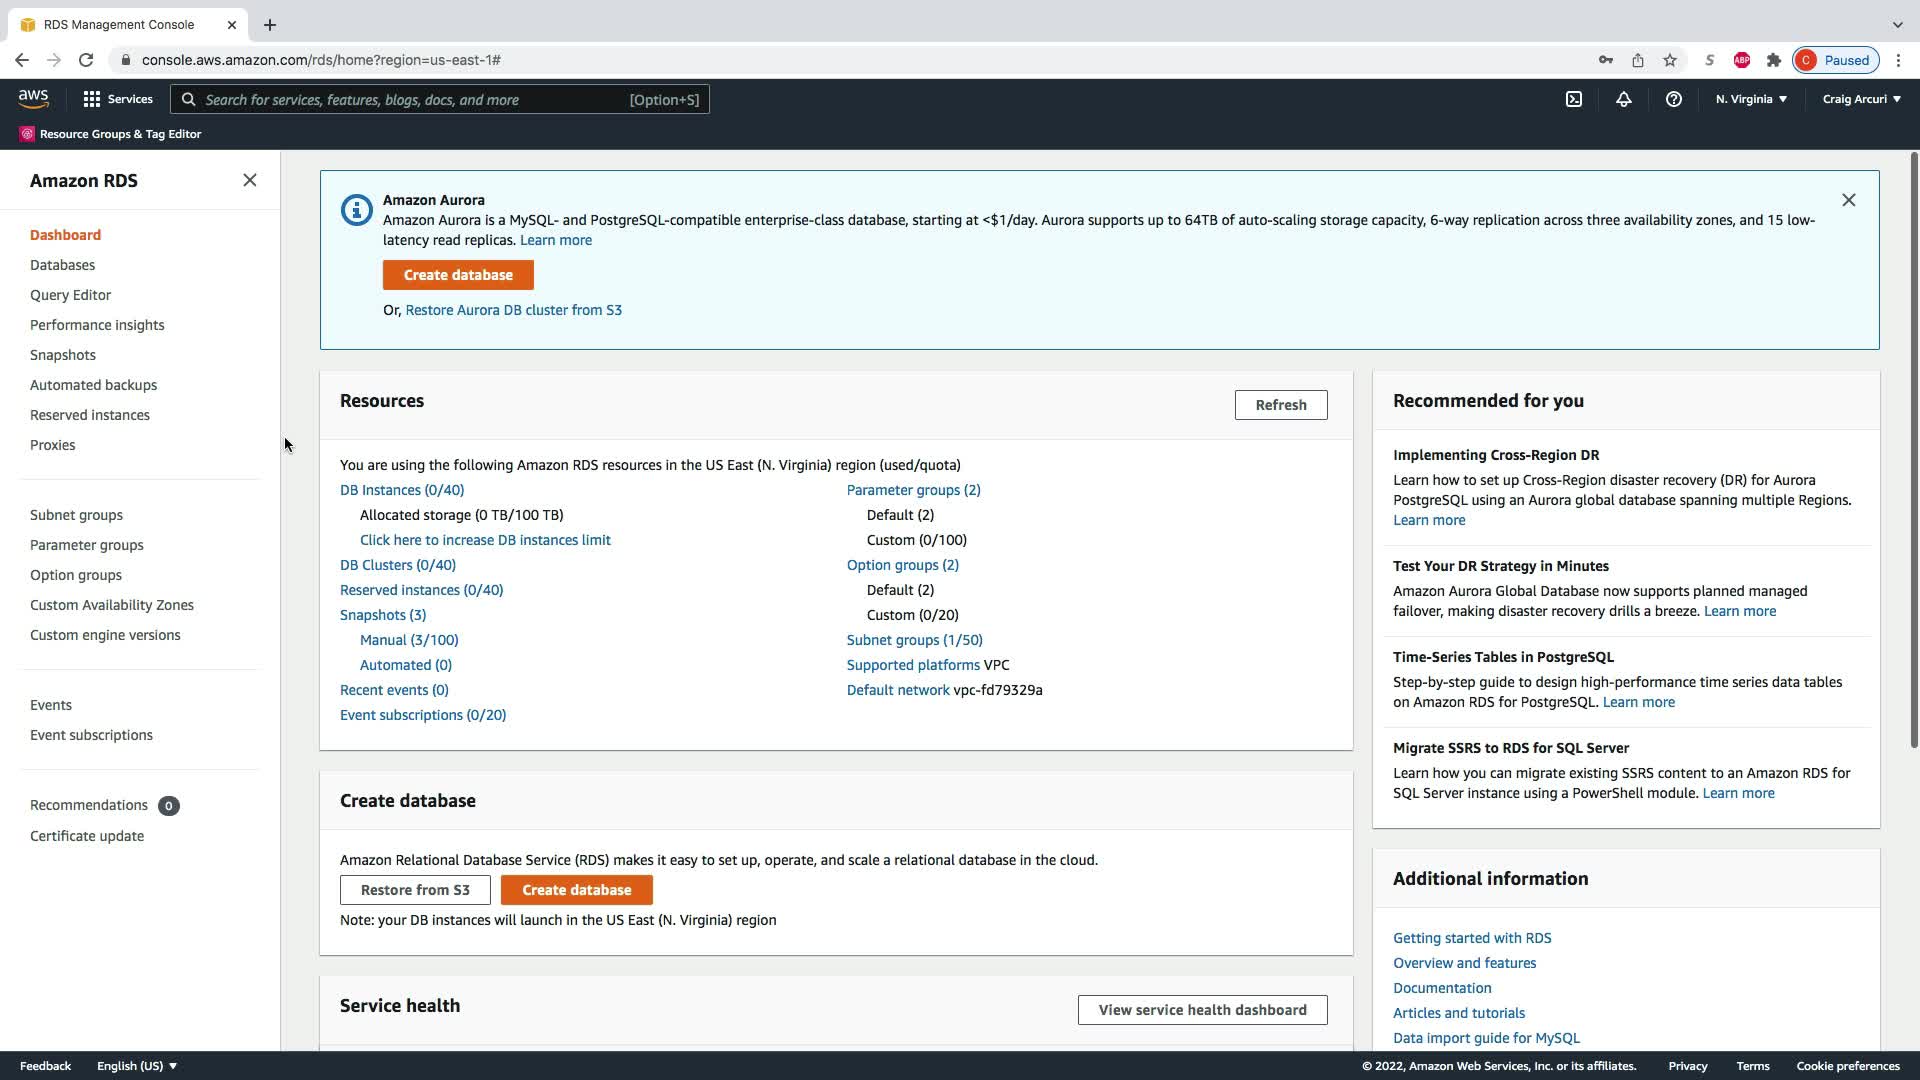 RDS Management Console
console.aws.amazon.com/rds/home?region=us-east-1#
S
ABP
C
Paused
aws
Services
Search for services, features, blogs, docs, and more
[Option+S]
N. Virginia
Craig Arcuri
Resource Groups & Tag Editor
Amazon RDS
Dashboard
Databases
Query Editor
Performance insights
Snapshots
Automated backups
Reserved instances
Proxies
Subnet groups
Parameter groups
Option groups
Custom Availability Zones
Custom engine versions
Events
Event subscriptions
Recommendations 0
Certificate update
Amazon Aurora
Amazon Aurora is a MySQL- and PostgreSQL-compatible enterprise-class database, starting at <$1/day. Aurora supports up to 64TB of auto-scaling storage capacity, 6-way replication across three availability zones, and 15 low-
latency read replicas. Learn more
Create database
Or, Restore Aurora DB cluster from S3
Resources
Refresh
You are using the following Amazon RDS resources in the US East (N. Virginia) region (used/quota)
DB Instances (0/40)
Allocated storage (0 TB/100 TB)
Click here to increase DB instances limit
DB Clusters (0/40)
Reserved instances (0/40)
Snapshots (3)
Manual (3/100)
Automated (0)
Recent events (0)
Event subscriptions (0/20)
Parameter groups (2)
Default (2)
Custom (0/100)
Option groups (2)
Default (2)
Custom (0/20)
Subnet groups (1/50)
Supported platforms VPC
Default network vpc-fd79329a
Create database
Amazon Relational Database Service (RDS) makes it easy to set up, operate, and scale a relational database in the cloud.
Restore from S3
Create database
Note: your DB instances will launch in the US East (N. Virginia) region
Service health
View service health dashboard
Recommended for you
Implementing Cross-Region DR
Learn how to set up Cross-Region disaster recovery (DR) for Aurora
PostgreSQL using an Aurora global database spanning multiple Regions.
Learn more
Test Your DR Strategy in Minutes
Amazon Aurora Global Database now supports planned managed
failover, making disaster recovery drills a breeze. Learn more
Time-Series Tables in PostgreSQL
Step-by-step guide to design high-performance time series data tables
on Amazon RDS for PostgreSQL. Learn more
Migrate SSRS to RDS for SQL Server
Learn how you can migrate existing SSRS content to an Amazon RDS for
SQL Server instance using a PowerShell module. Learn more
Additional information
Getting started with RDS
Overview and features
Documentation
Articles and tutorials
Data import guide for MySQL
Feedback
English (US)
© 2022, Amazon Web Services, Inc. or its affiliates.
Privacy
Terms
Cookie preferences